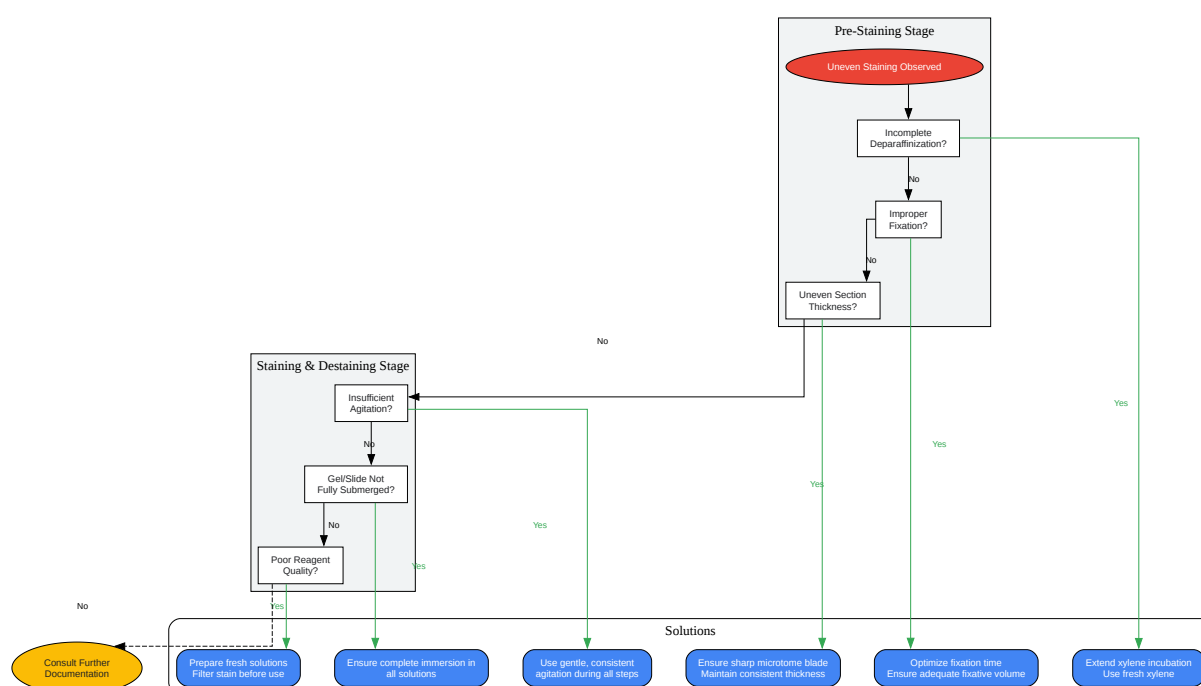 Pre-Staining Stage
Uneven Staining Observed
Incomplete
Deparaffinization?
No
Improper
Fixation?
No
Uneven Section
Thickness?
No
Staining & Destaining Stage
Insufficient
Agitation?
Yes
No
Yes
Gel/Slide Not
Fully Submerged?
Yes
No
Yes
Poor Reagent
Quality?
Yes
No
Yes
Solutions
Consult Further
Documentation
Prepare fresh solutions
Filter stain before use
Ensure complete immersion in
all solutions
Use gentle, consistent
agitation during all steps
Ensure sharp microtome blade
Maintain consistent thickness
Optimize fixation time
Ensure adequate fixative volume
Extend xylene incubation
Use fresh xylene